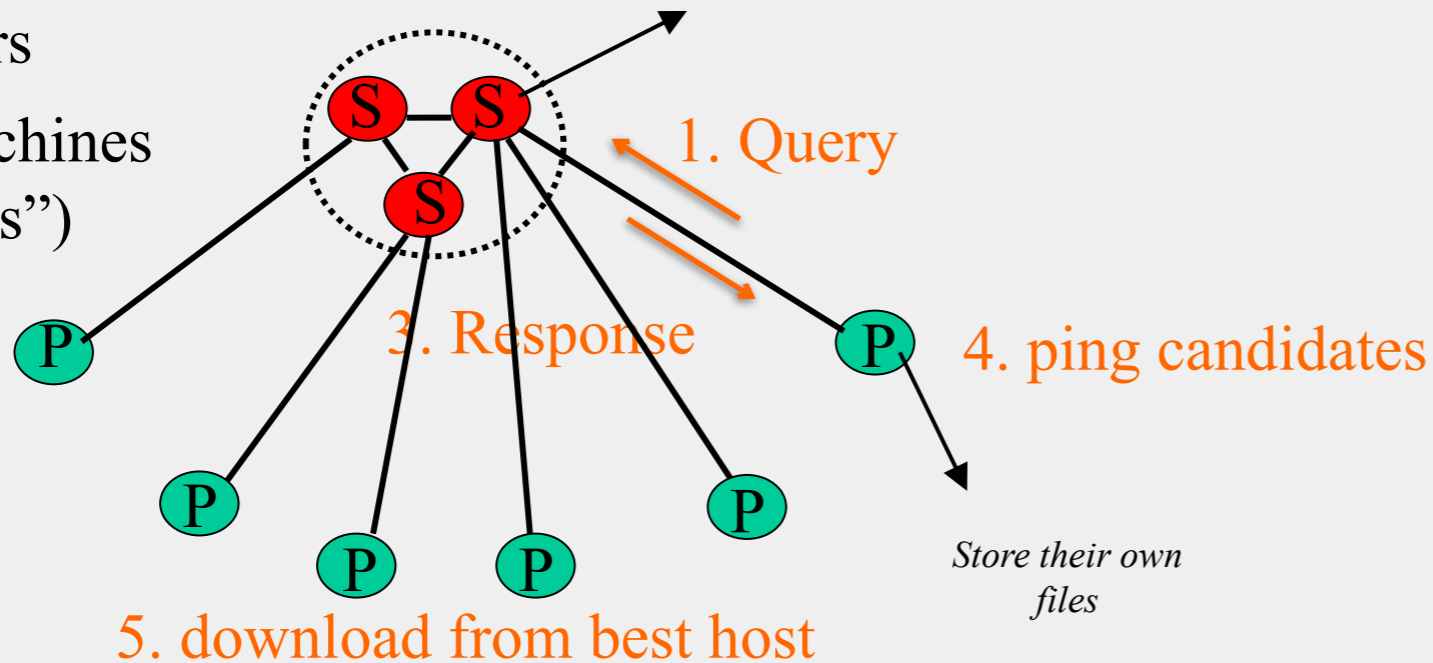 rs
chines
s”)
S
S
S
1. Query
3. Response
P
P
4. ping candidates
P
P
P
P
Store their own
files
5. download from best host